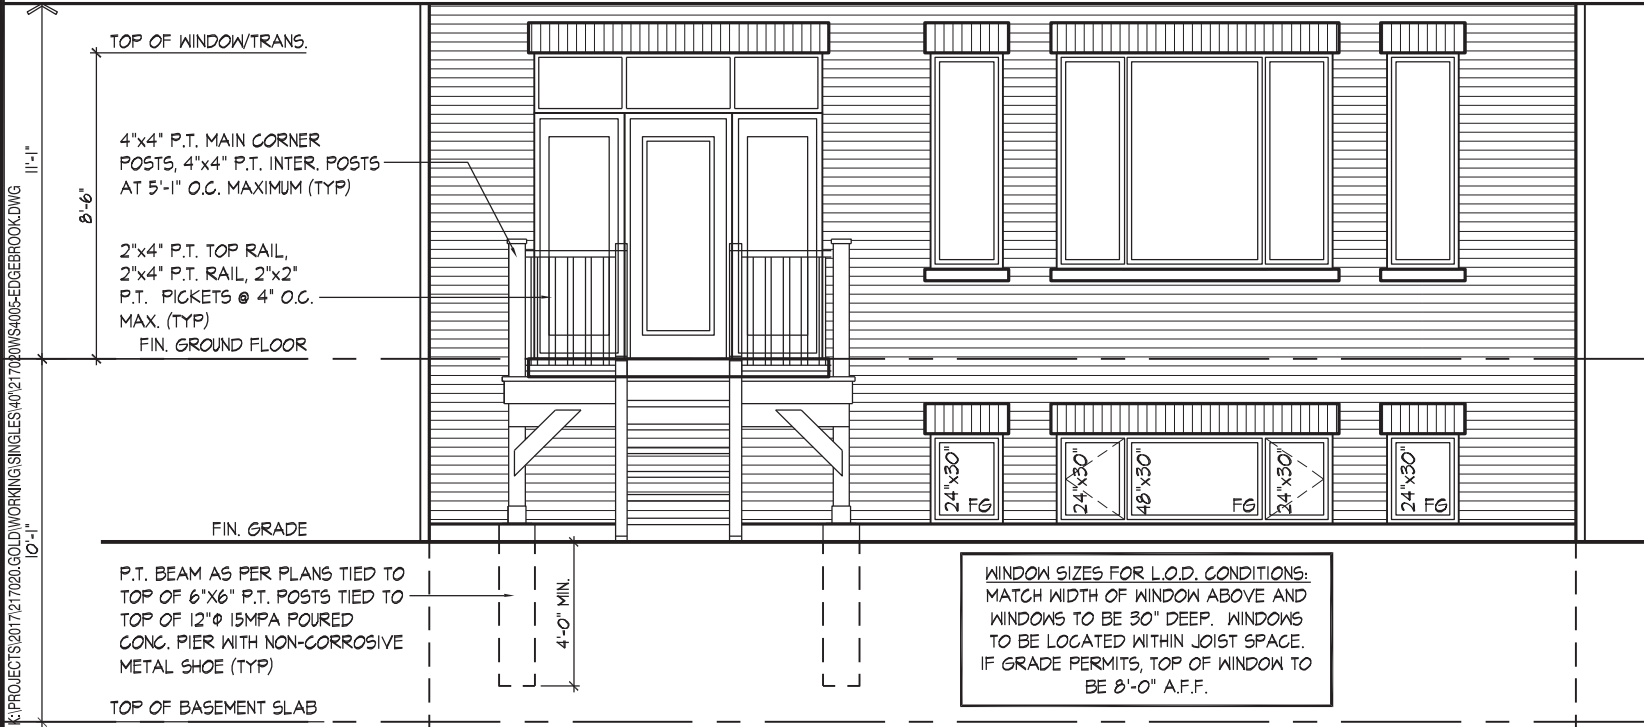 TOP OF WINDOW/TRANS.
11'-1"
8'-6"
4"x4" P.T. MAIN CORNER
POSTS, 4"x4" P.T. INTER. POSTS
AT 5'-1" O.C. MAXIMUM (TYP)
2"x4" P.T. TOP RAIL,
2"x4" P.T. RAIL, 2"x2"
P.T. PICKETS @ 4" O.C.
MAX. (TYP)
FIN. GROUND FLOOR
K:\PROJECTS\2017\217020.GOLD\WORKING\SINGLES\40'\217020WS4005-EDGEBROOK.DWG
10'-1"
24"x30"
FG
24"x30"
48"x30"
FG
24"x30"
24"x30"
FG
FIN. GRADE
P.T. BEAM AS PER PLANS TIED TO
TOP OF 6"X6" P.T. POSTS TIED TO
TOP OF 12"Φ 15MPA POURED
CONC. PIER WITH NON-CORROSIVE
METAL SHOE (TYP)
4'-0" MIN.
WINDOW SIZES FOR L.O.D. CONDITIONS:
MATCH WIDTH OF WINDOW ABOVE AND
WINDOWS TO BE 30" DEEP. WINDOWS
TO BE LOCATED WITHIN JOIST SPACE.
IF GRADE PERMITS, TOP OF WINDOW TO
BE 8'-0" A.F.F.
TOP OF BASEMENT SLAB